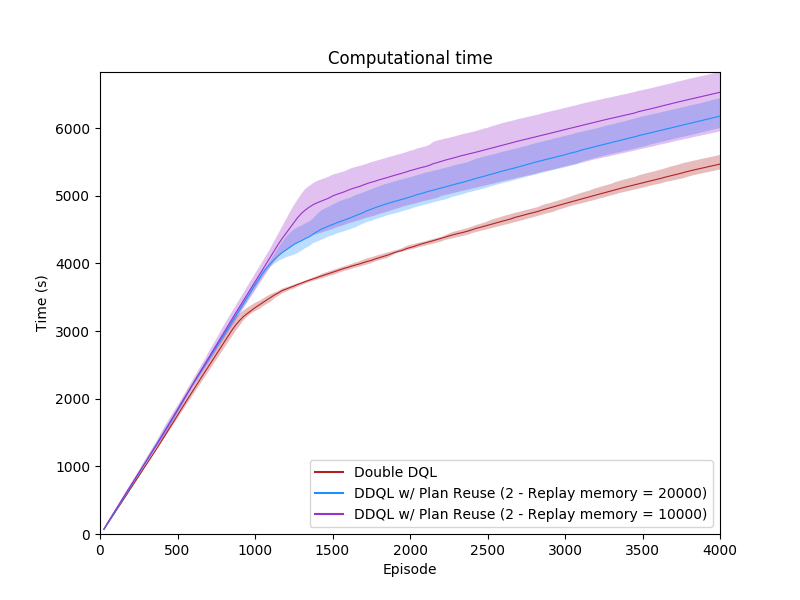 Computational time
Time (s)
6000
5000
4000
3000
2000
1000
0
0 500 1000 1500 2000 2500 3000 3500 4000
Episode
Double DQL
DDQL w/ Plan Reuse (2 - Replay memory = 20000)
DDQL w/ Plan Reuse (2 - Replay memory = 10000)